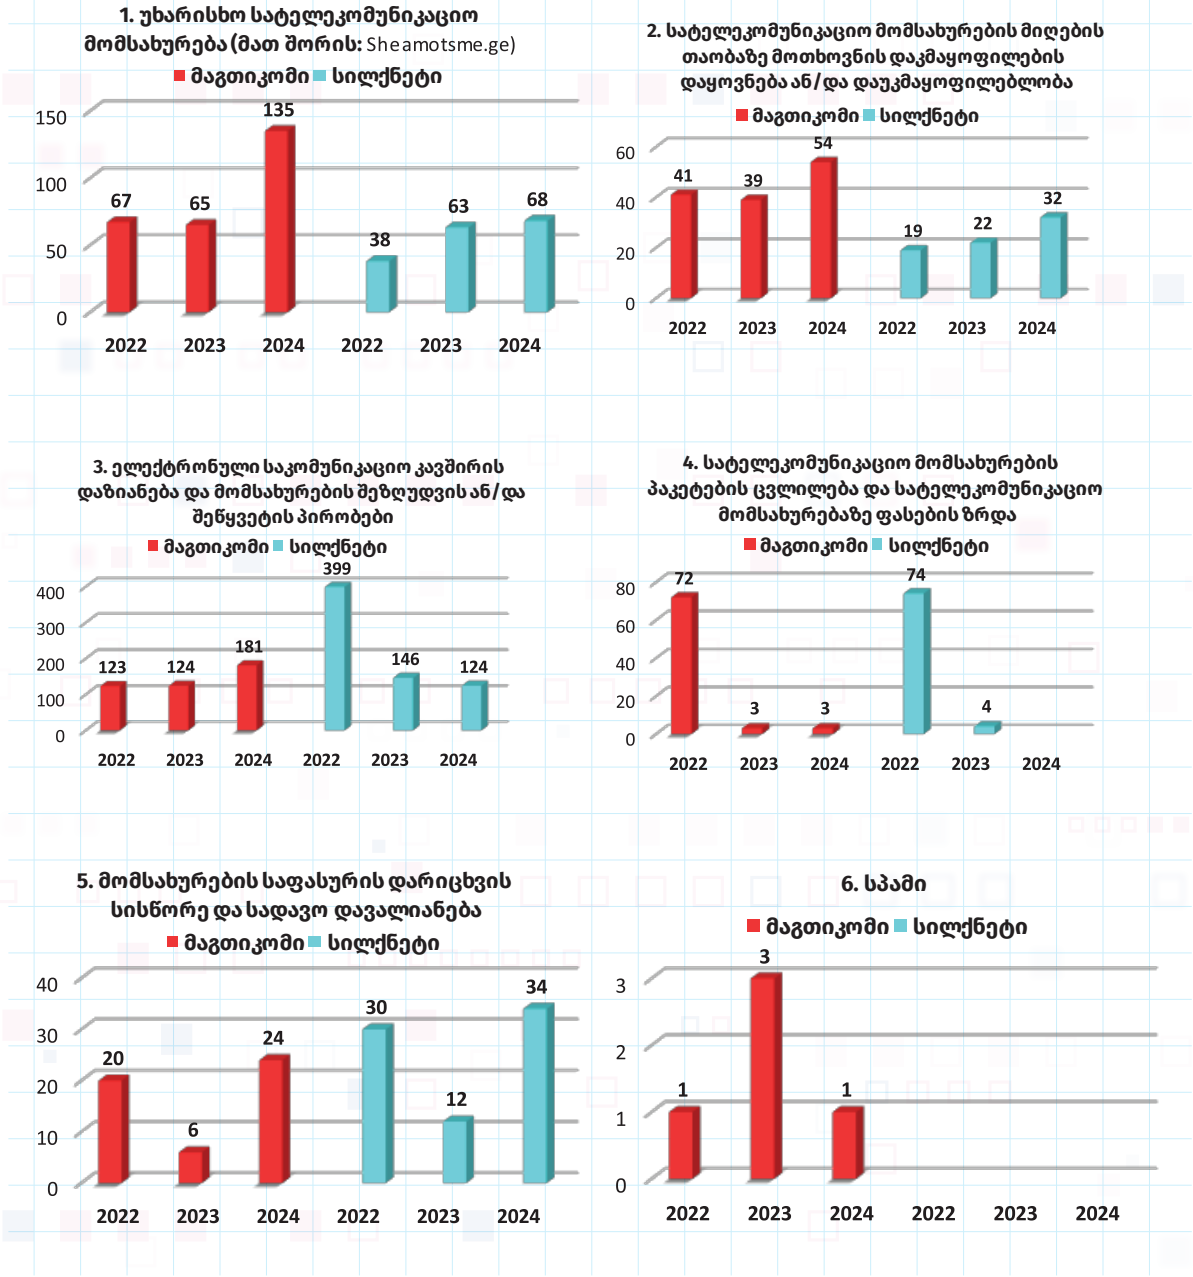 1. უხარისხო სატელეკომუნიკაციო
მომსახურება (მათ შორის: Sheamotsme.ge)
მაგთიკომი სილქნეტი
150
100
50
0
67
65
135
38
63
68
2022 2023 2024 2022 2023 2024
2. სატელეკომუნიკაციო მომსახურების მიღების
თაობაზე მოთხოვნის დაკმაყოფილების
დაყოვნება ან/და დაუკმაყოფილებლობა
მაგთიკომი სილქნეტი
60
40
20
0
41
39
54
19
22
32
2022 2023 2024 2022 2023 2024
3. ელექტრონული საკომუნიკაციო კავშირის
დაზიანება და მომსახურების შეზღუდვის ან/და
შეწყვეტის პირობები
მაგთიკომი სილქნეტი
400
300
200
100
0
123
124
181
399
146
124
2022 2023 2024 2022 2023 2024
4. სატელეკომუნიკაციო მომსახურების
პაკეტების ცვლილება და სატელეკომუნიკაციო
მომსახურებაზე ფასების ზრდა
მაგთიკომი სილქნეტი
80
60
40
20
0
72
3
3
74
4
2022 2023 2024 2022 2023 2024
5. მომსახურების საფასურის დარიცხვის
სისწორე და სადავო დავალიანება
მაგთიკომი სილქნეტი
40
30
20
10
0
20
6
24
30
12
34
2022 2023 2024 2022 2023 2024
6. სპამი
მაგთიკომი სილქნეტი
3
2
1
0
1
3
1
2022 2023 2024 2022 2023 2024